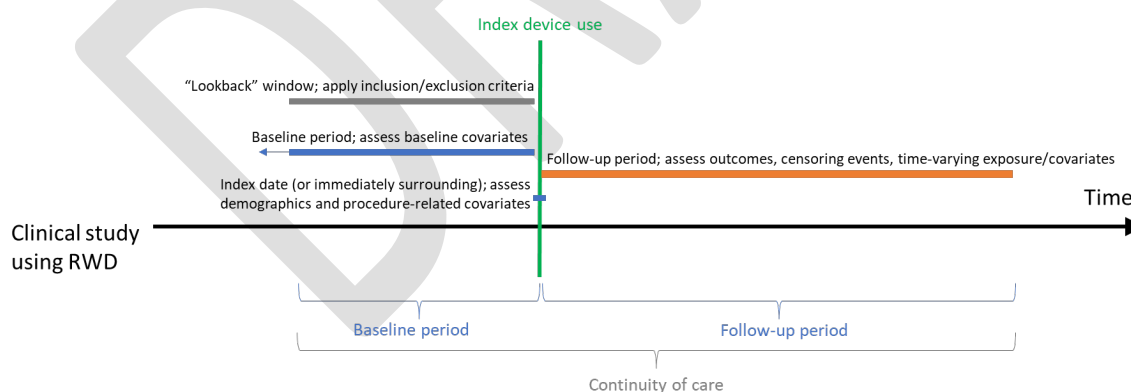 Index device use
“Lookback” window; apply inclusion/exclusion criteria
Baseline period; assess baseline covariates
Follow-up period; assess outcomes, censoring events, time-varying exposure/covariates
Index date (or immediately surrounding); assess
demographics and procedure-related covariates
Time
Clinical study
using RWD
Baseline period
Follow-up period
Continuity of care